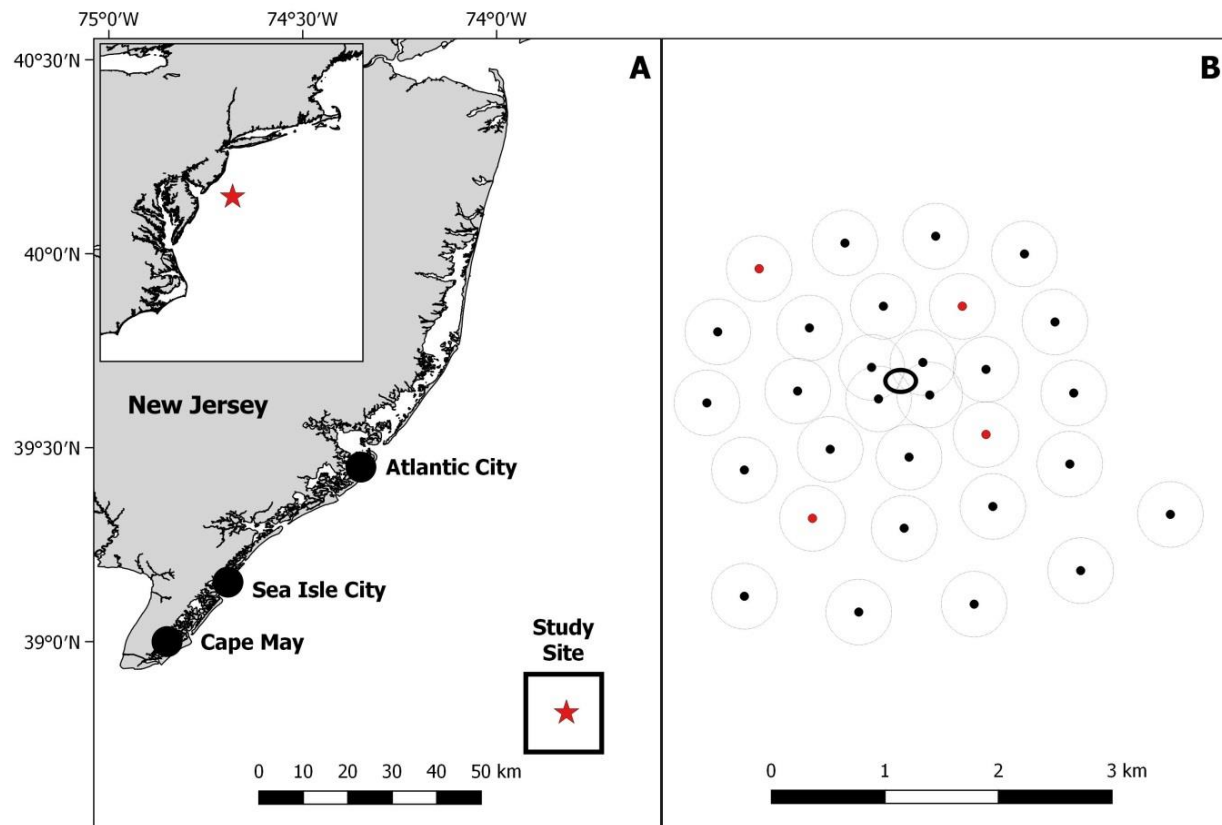 75°0′W 74°30′W 74°0′W
40°30′N
A
B
40°0′N
New Jersey
39°30′N
Atlantic City
Sea Isle City
39°0′N
Cape May
Study
Site
0 10 20 30 40 50 km
0 1 2 3 km